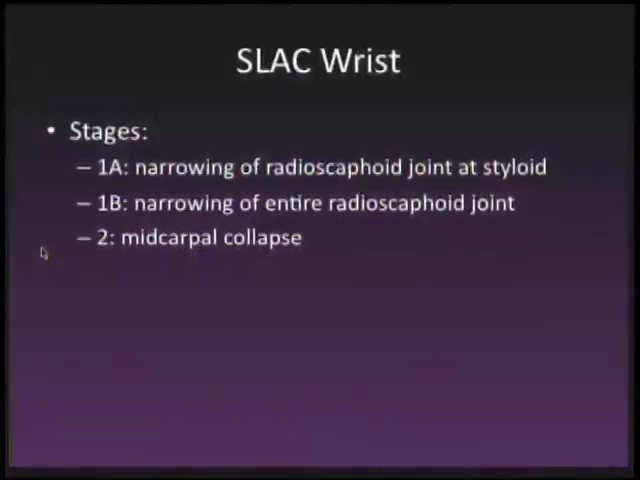 SLAC Wrist
• Stages:
– 1A: narrowing of radioscaphoid joint at styloid
– 1B: narrowing of entire radioscaphoid joint
– 2: midcarpal collapse